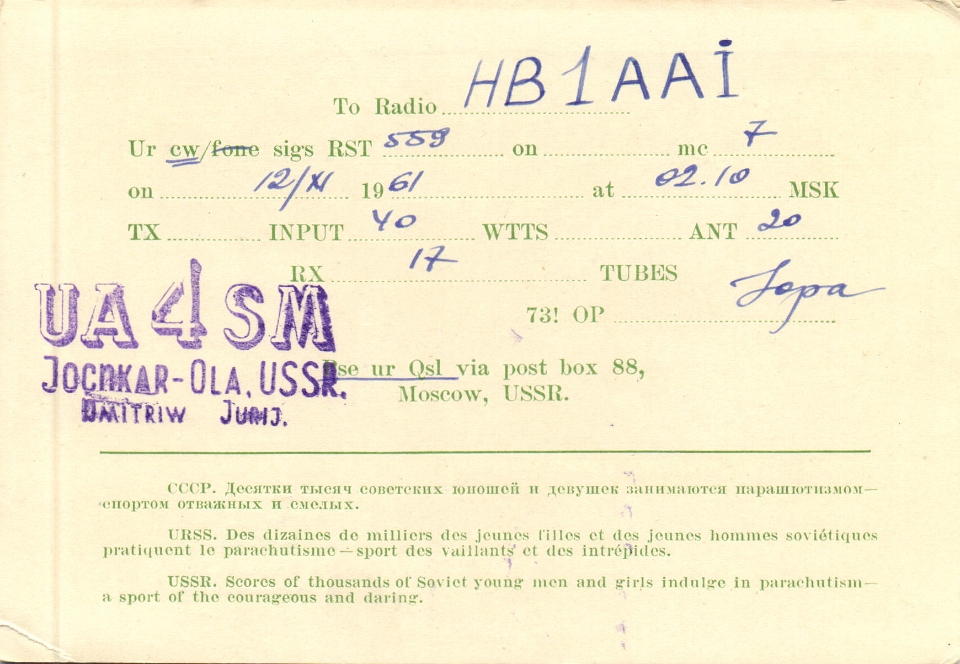 To Radio HB1AAI
Ur cw/fone sigs RST 559 on mc 7
on 12/XI 1961 at 02.10 MSK
TX INPUT 40 WTTS ANT 20
RX 17 TUBES
73! OP
UA4SM
JOCHKAR-OLA, USSR.
DMITRIW JURIJ.
Pse ur Qsl via post box 88,
Moscow, USSR.
СССР. Десятки тысяч советских юношей и девушек занимаются парашютизмом—
спортом отважных и смелых.
URSS. Des dizaines de milliers des jeunes filles et des jeunes hommes soviétiques
pratiquent le parachutisme—sport des vaillants et des intrépides.
USSR. Scores of thousands of Soviet young men and girls indulge in parachutism—
a sport of the courageous and daring.